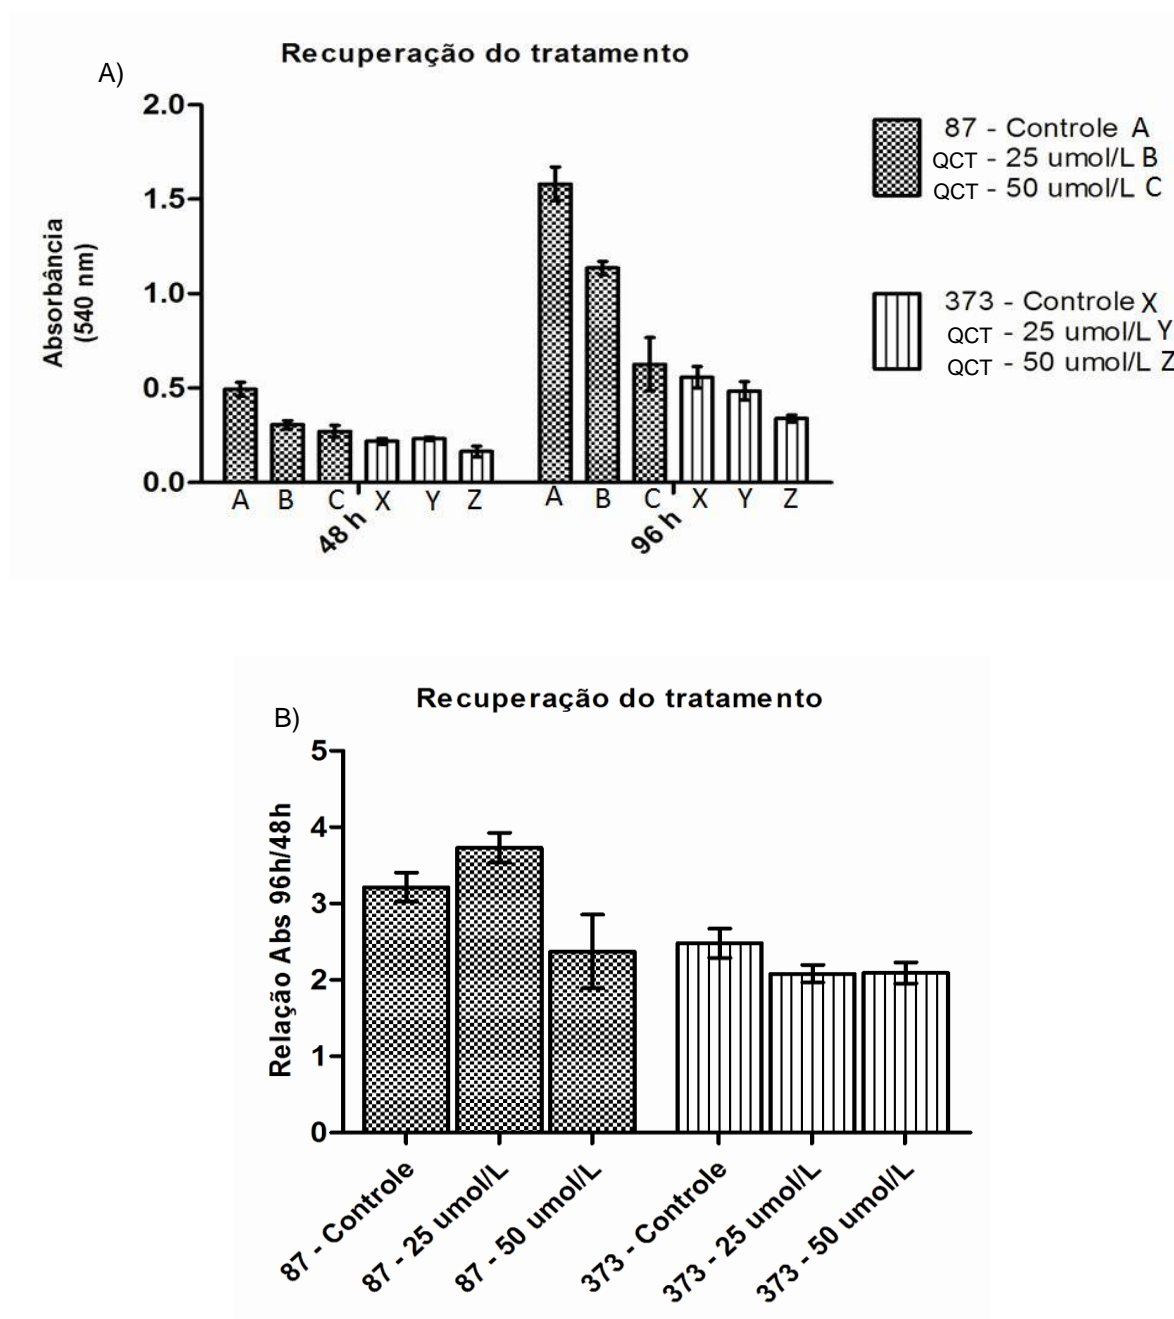 Recuperação do tratamento
A)
2.0
1.5
1.0
0.5
0.0
Absorbância
(540 nm)
A B C X Y Z A B C X Y Z
48 h 96 h
87 - Controle A
QCT - 25 umol/L B
QCT - 50 umol/L C
373 - Controle X
QCT - 25 umol/L Y
QCT - 50 umol/L Z
Recuperação do tratamento
B)
5
4
3
2
1
0
Relação Abs 96h/48h
87 - Controle
87 - 25 umol/L
87 - 50 umol/L
373 - Controle
373 - 25 umol/L
373 - 50 umol/L